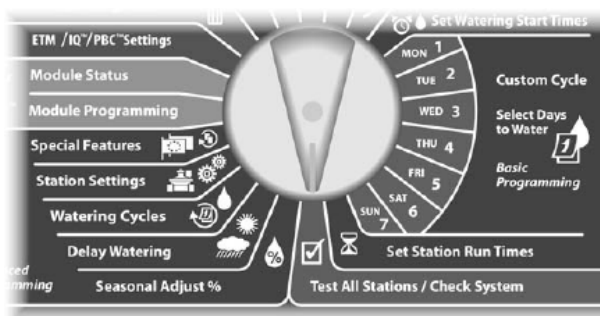 ETM /IQ™/PBC™Settings
Module Status
Module Programming
Special Features
Station Settings
Watering Cycles
Delay Watering
Seasonal Adjust %
%
Test All Stations / Check System
Set Station Run Times
Set Watering Start Times
MON 1
TUE 2
WED 3
THU 4
FRI 5
SAT 6
SUN 7
Custom Cycle
Select Days
to Water
1
Basic
Programming